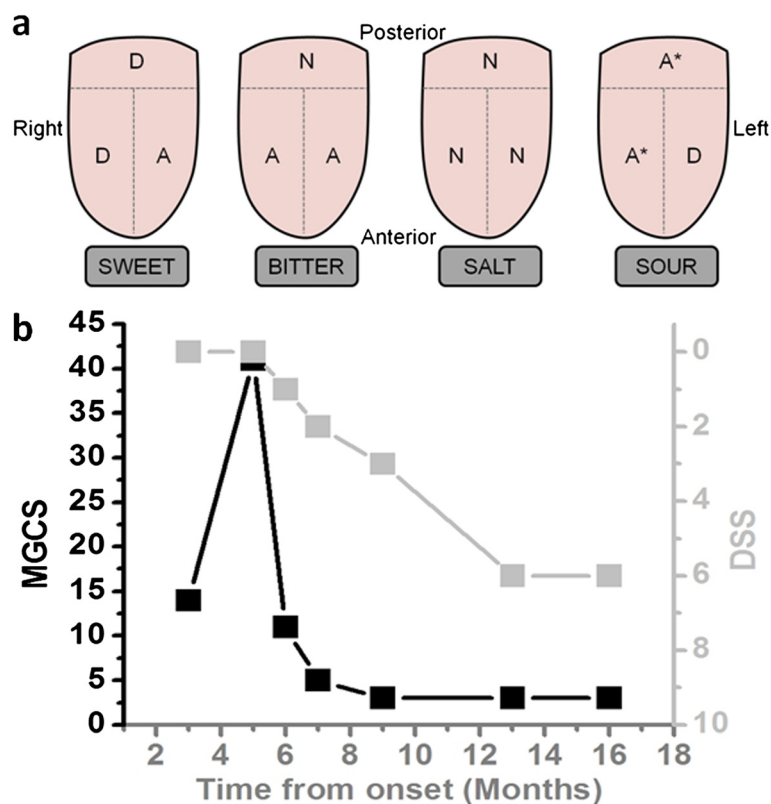 a
Posterior
D
N
N
A*
Right
Left
D
A
A
A
N
N
A*
D
Anterior
SWEET
BITTER
SALT
SOUR
b
45
40
35
30
25
20
15
10
5
0
MGCS
0
2
4
6
8
10
DSS
2
4
6
8
10
12
14
16
18
Time from onset (Months)